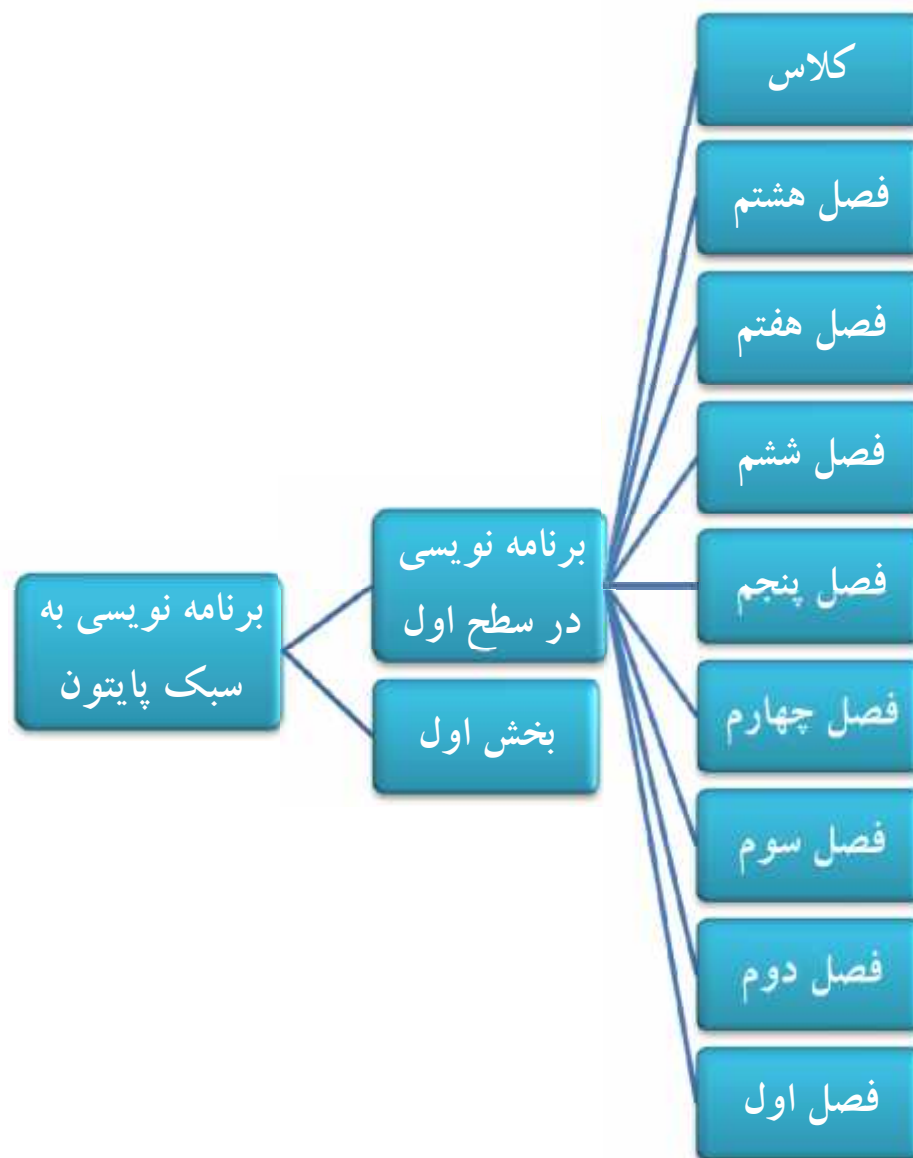 کلاس
فصل هشتم
فصل هفتم
فصل ششم
برنامه نویسی
در سطح اول
فصل پنجم
برنامه نویسی به
سبک پایتون
بخش اول
فصل چهارم
فصل سوم
فصل دوم
فصل اول